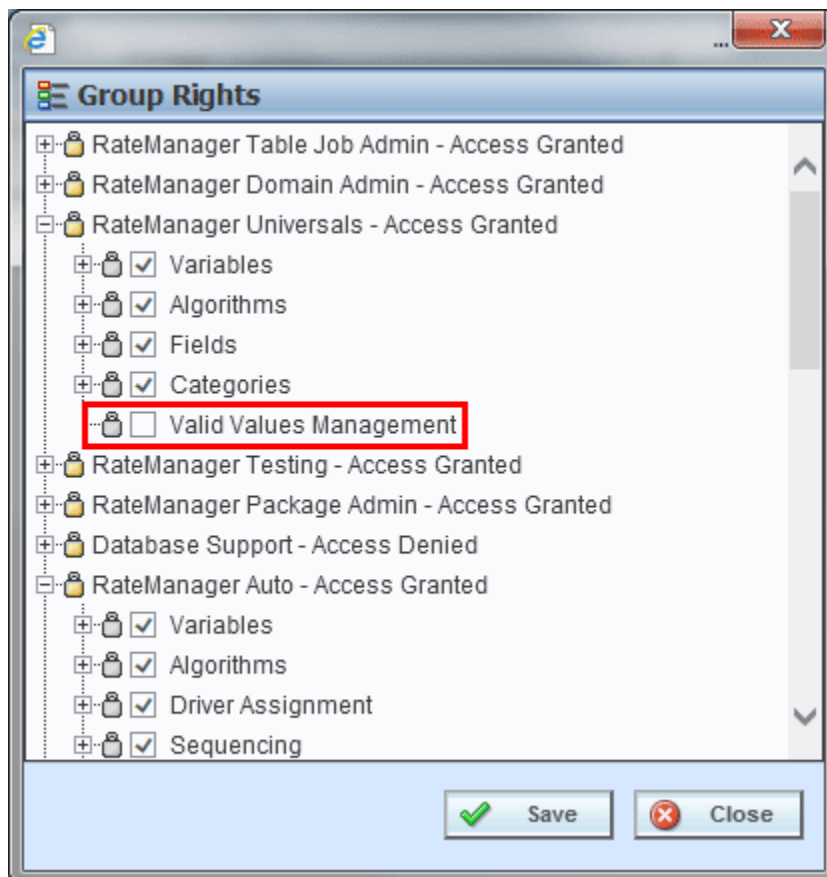 ...
Group Rights
RateManager Table Job Admin - Access Granted
RateManager Domain Admin - Access Granted
RateManager Universals - Access Granted
Variables
Algorithms
Fields
Categories
Valid Values Management
RateManager Testing - Access Granted
RateManager Package Admin - Access Granted
Database Support - Access Denied
RateManager Auto - Access Granted
Variables
Algorithms
Driver Assignment
Sequencing
Save Close